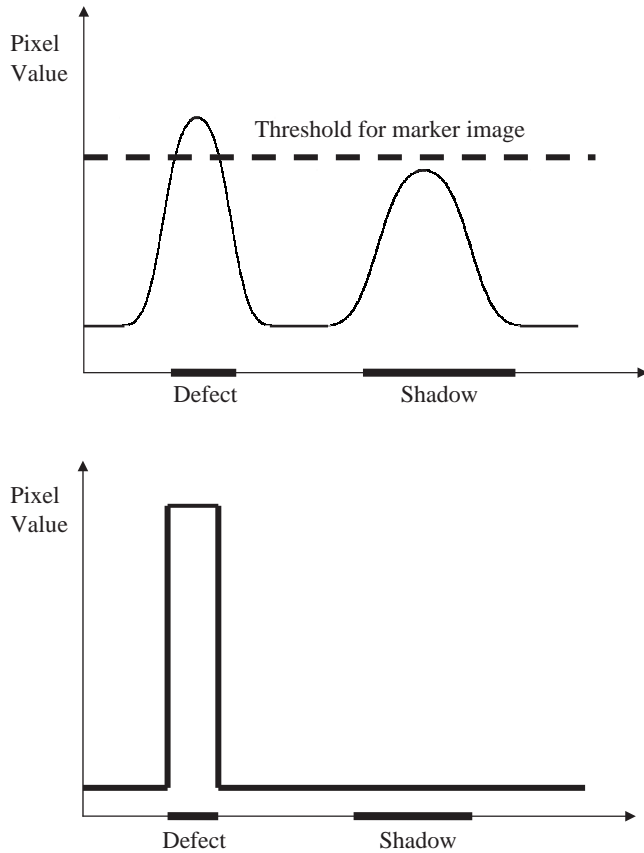 Pixel
Value
Threshold for marker image
Defect
Shadow
Pixel
Value
Defect
Shadow